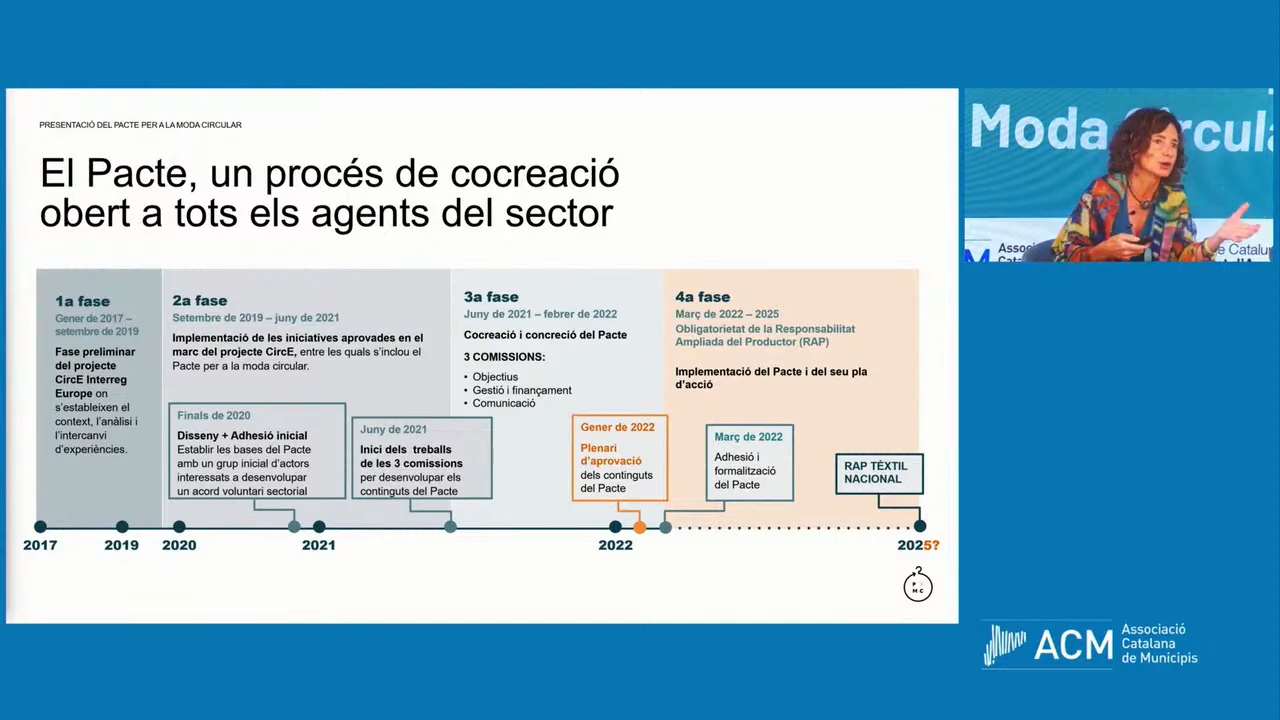 PRESENTACIÓ DEL PACTE PER A LA MODA CIRCULAR
El Pacte, un procés de cocreació
obert a tots els agents del sector
1a fase
Gener de 2017 –
setembre de 2019
Fase preliminar
del projecte
CircE Interreg
Europe on
s’estableixen el
context, l’anàlisi i
l’intercanvi
d’experiències.
2a fase
Setembre de 2019 – juny de 2021
Implementació de les iniciatives aprovades en el
marc del projecte CircE, entre les quals s’inclou el
Pacte per a la moda circular.
Finals de 2020
Disseny + Adhesió inicial
Establir les bases del Pacte
amb un grup inicial d’actors
interessats a desenvolupar
un acord voluntari sectorial
Juny de 2021
Inici dels treballs
de les 3 comissions
per desenvolupar els
continguts del Pacte
3a fase
Juny de 2021 – febrer de 2022
Cocreació i concreció del Pacte
3 COMISSIONS:
• Objectius
• Gestió i finançament
• Comunicació
Gener de 2022
Plenari
d’aprovació
dels continguts
del Pacte
4a fase
Març de 2022 – 2025
Obligatorietat de la Responsabilitat
Ampliada del Productor (RAP)
Implementació del Pacte i del seu pla
d’acció
Març de 2022
Adhesió i
formalització
del Pacte
RAP TÈXTIL
NACIONAL
2017 2019 2020 2021 2022 2025?
P
M C
Moda Circula
Assoc
e Catalun
ACM
Associació
Catalana
de Municipis